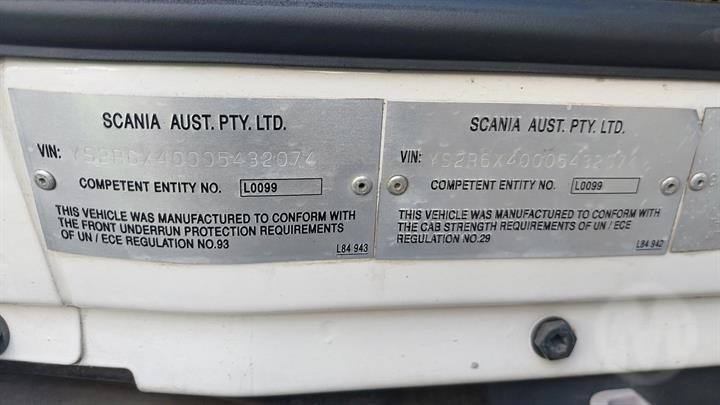 SCANIA AUST. PTY. LTD.
VIN: YS2R6X40005432074
COMPETENT ENTITY NO. L0099
THIS VEHICLE WAS MANUFACTURED TO CONFORM WITH
THE FRONT UNDERRUN PROTECTION REQUIREMENTS
OF UN / ECE REGULATION NO.93
L84 943
SCANIA AUST. PTY. LTD.
VIN: YS2R6X40005432074
COMPETENT ENTITY NO. L0099
THIS VEHICLE WAS MANUFACTURED TO CONFORM WITH
THE CAB STRENGTH REQUIREMENTS OF UN / ECE
REGULATION NO.29
L84 942